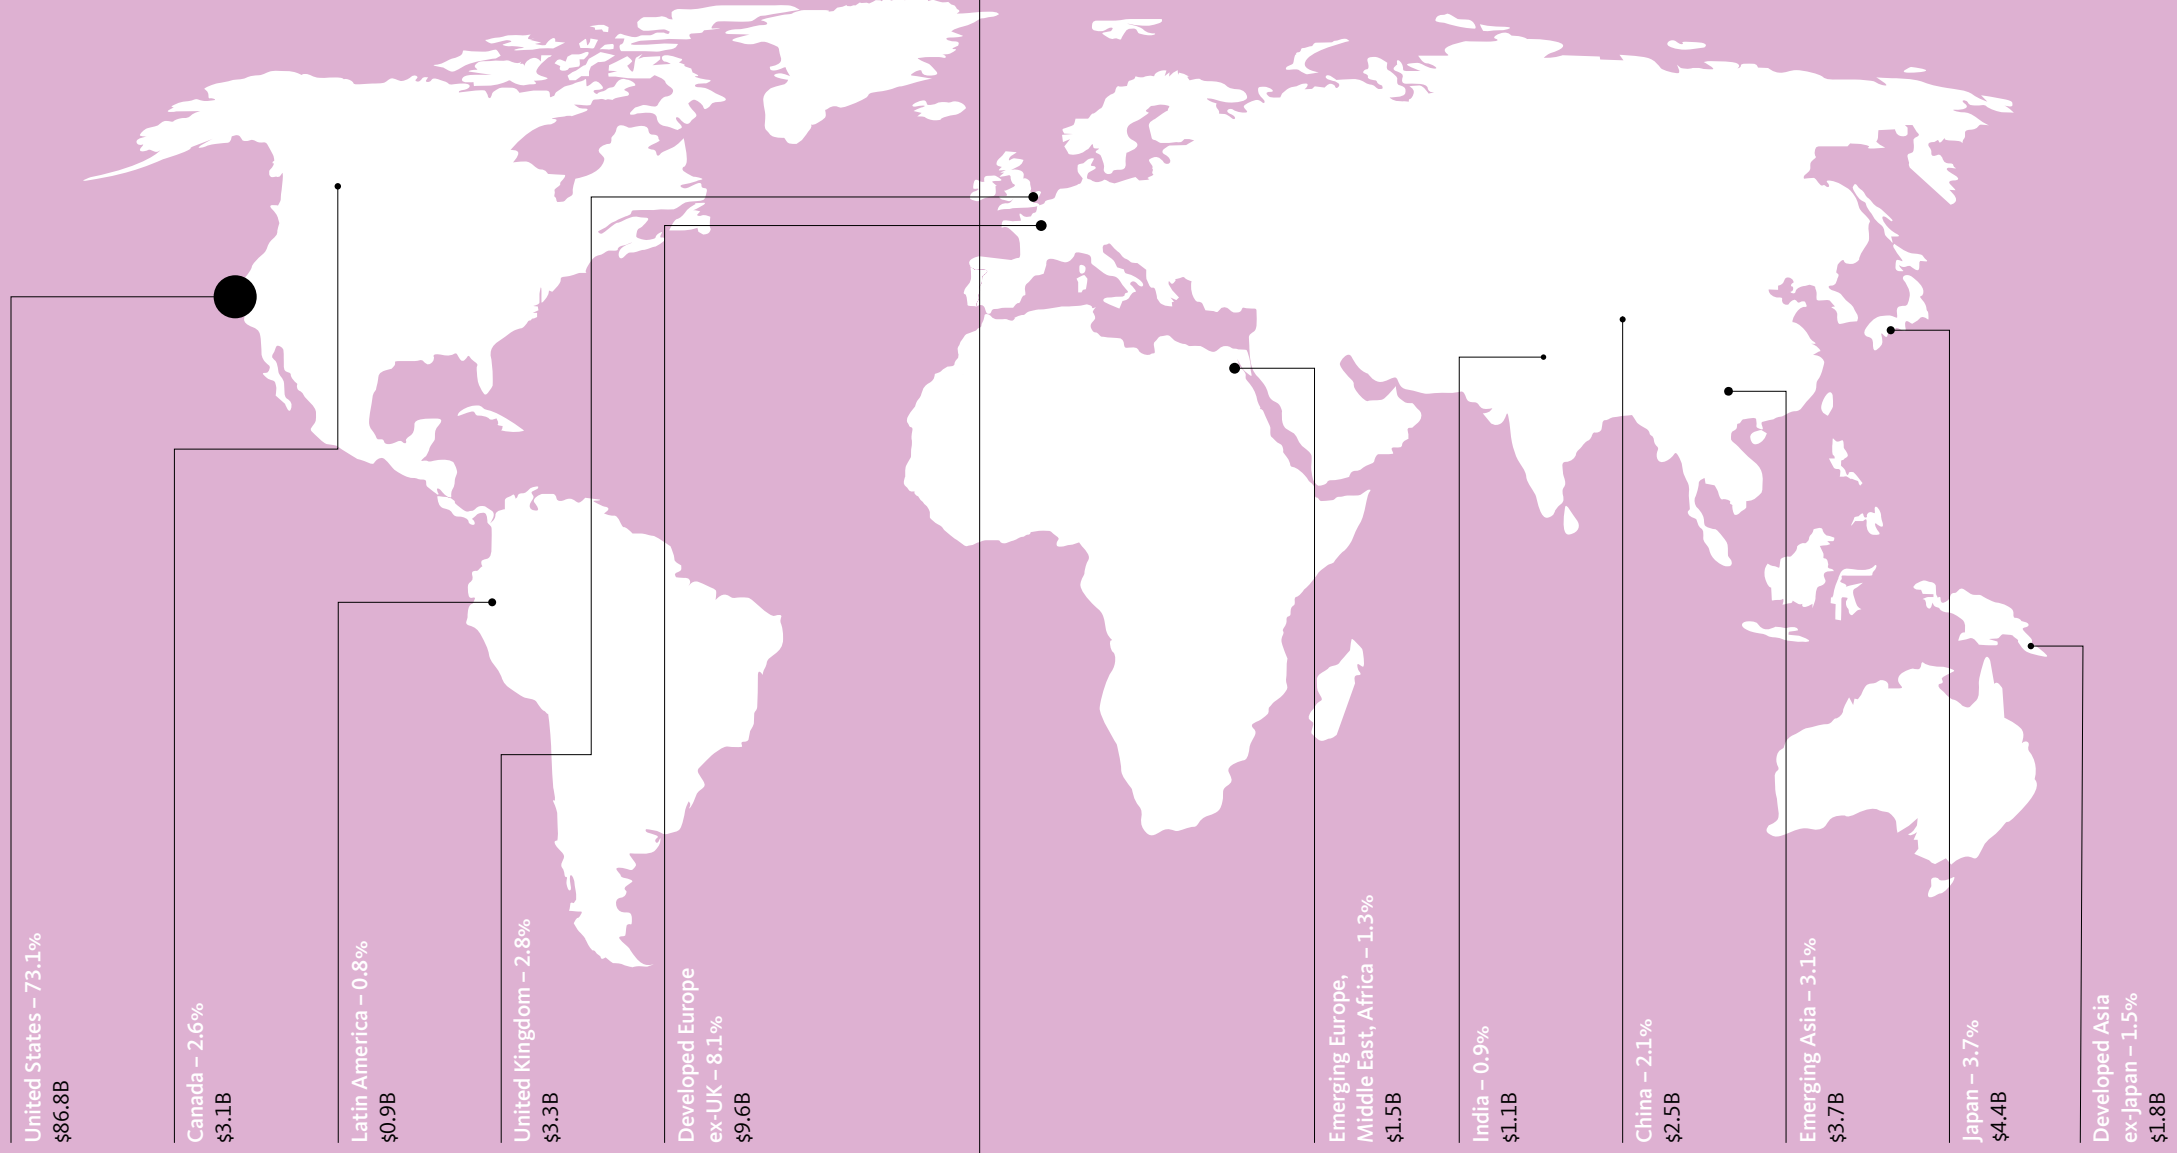 United States – 73.1%
$86.8B
Canada – 2.6%
$3.1B
Latin America – 0.8%
$0.9B
United Kingdom – 2.8%
$3.3B
Developed Europe
ex-UK – 8.1%
$9.6B
Emerging Europe,
Middle East, Africa – 1.3%
$1.5B
India – 0.9%
$1.1B
China – 2.1%
$2.5B
Emerging Asia – 3.1%
$3.7B
Japan – 3.7%
$4.4B
Developed Asia
ex-Japan – 1.5%
$1.8B